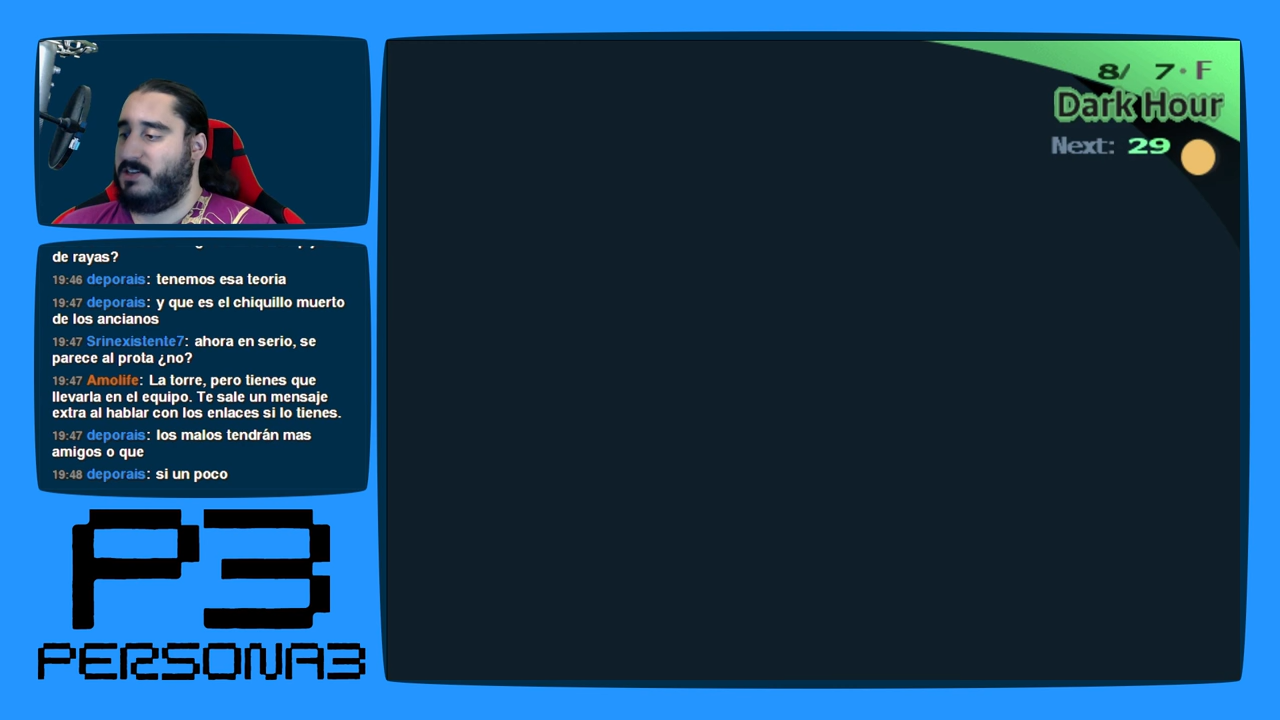 8/ 7・F
Dark Hour
Next: 29
de rayas?
19:46 deporais: tenemos esa teoria
19:47 deporais: y que es el chiquillo muerto
de los ancianos
19:47 Srinexistente7: ahora en serio, se
parece al prota ¿no?
19:47 Amolife: La torre, pero tienes que
llevarla en el equipo. Te sale un mensaje
extra al hablar con los enlaces si lo tienes.
19:47 deporais: los malos tendrán mas
amigos o que
19:48 deporais: si un poco
P3
PERSONA3